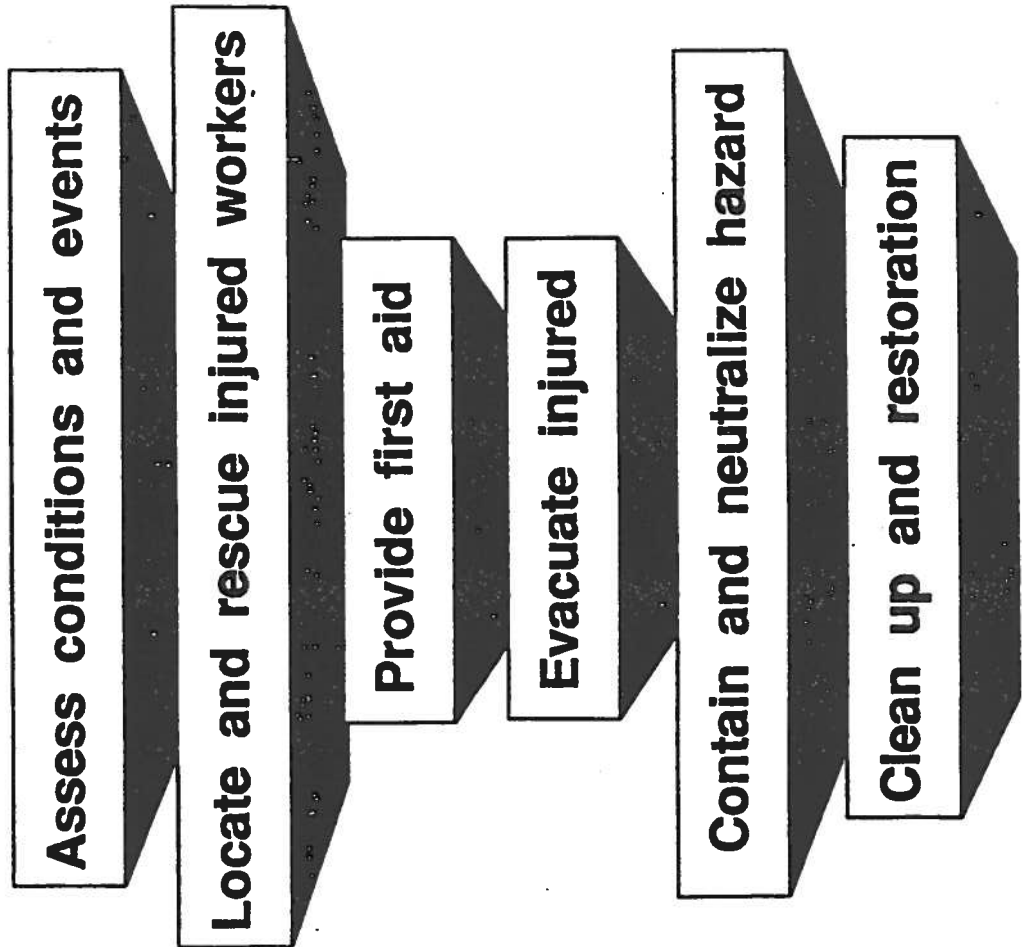 Assess conditions and events
Locate and rescue injured workers
Provide first aid
Evacuate injured
Contain and neutralize hazard
Clean up and restoration